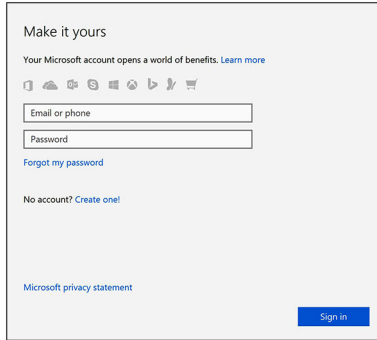 Make it yours
Your Microsoft account opens a world of benefits. Learn more
Email or phone
Password
Forgot my password
No account? Create one!
Microsoft privacy statement
Sign in